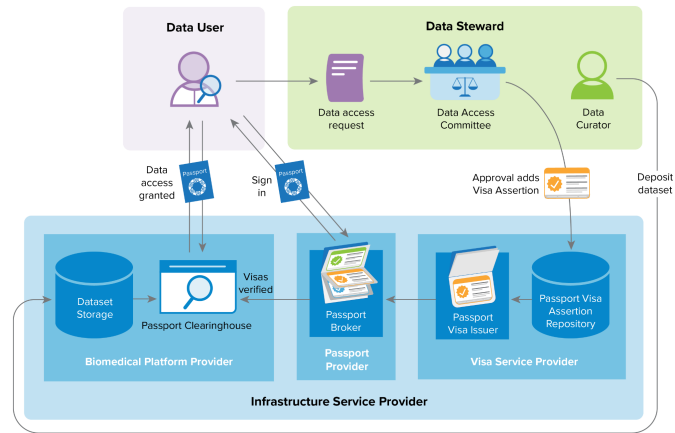 Data User
Data Steward
Data access
request
Data Access
Committee
Data
Curator
Data
access
granted
Passport
Sign
in
Passport
Approval adds
Visa Assertion
Deposit
dataset
Dataset
Storage
Visas
verified
Passport Clearinghouse
Biomedical Platform Provider
Passport
Broker
Passport
Provider
Passport
Visa Issuer
Passport Visa
Assertion
Repository
Visa Service Provider
Infrastructure Service Provider